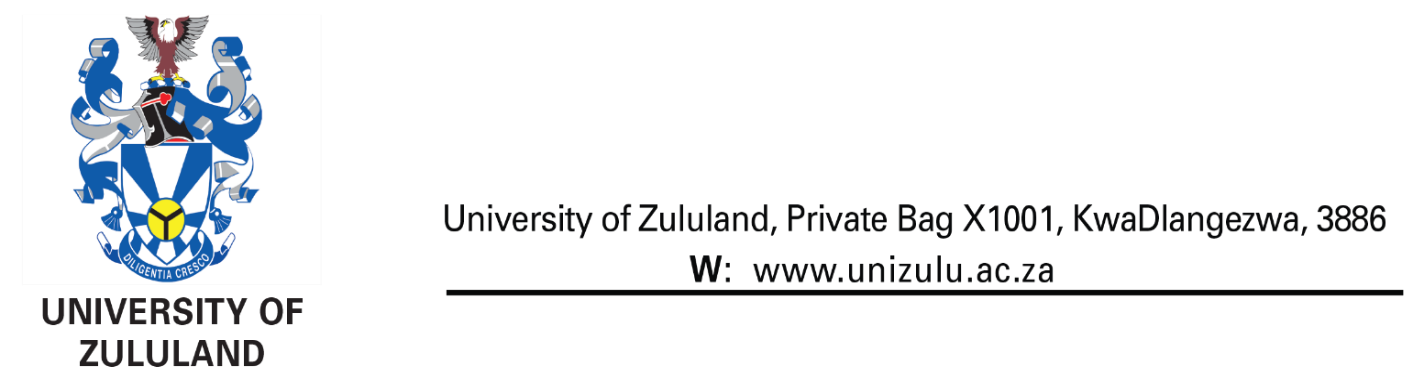 DILIGENTIA CRESCO
UNIVERSITY OF
ZULULAND
University of Zululand, Private Bag X1001, KwaDlangezwa, 3886
W: www.unizulu.ac.za